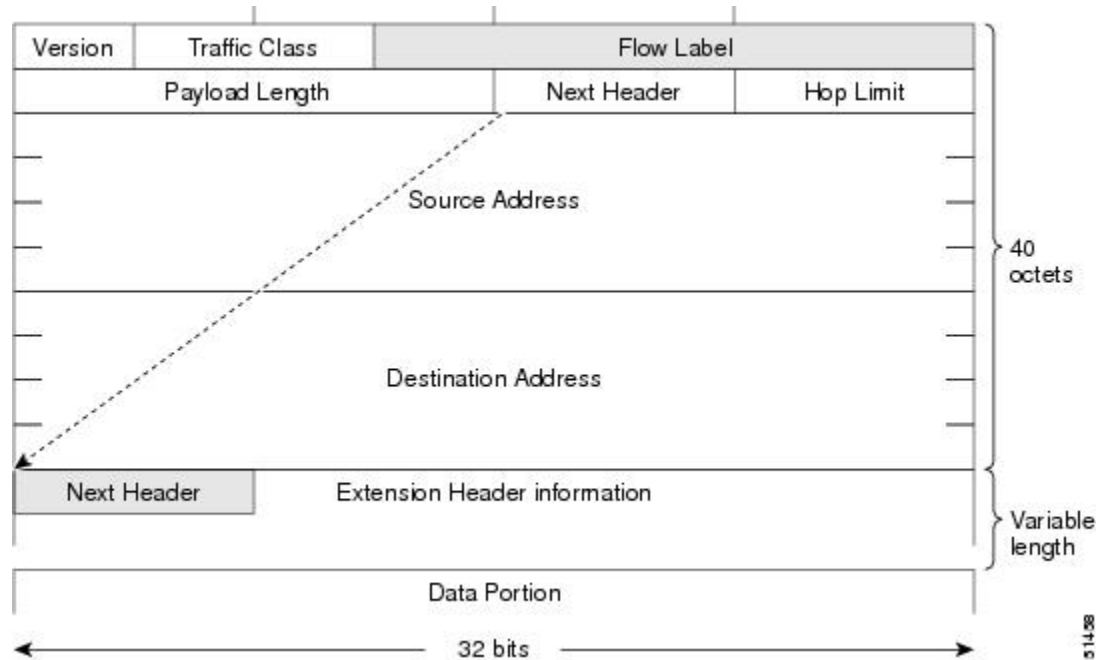 Version Traffic Class Flow Label
Payload Length Next Header Hop Limit
Source Address
40
octets
Destination Address
Next Header Extension Header information
Variable
length
Data Portion
32 bits
51458